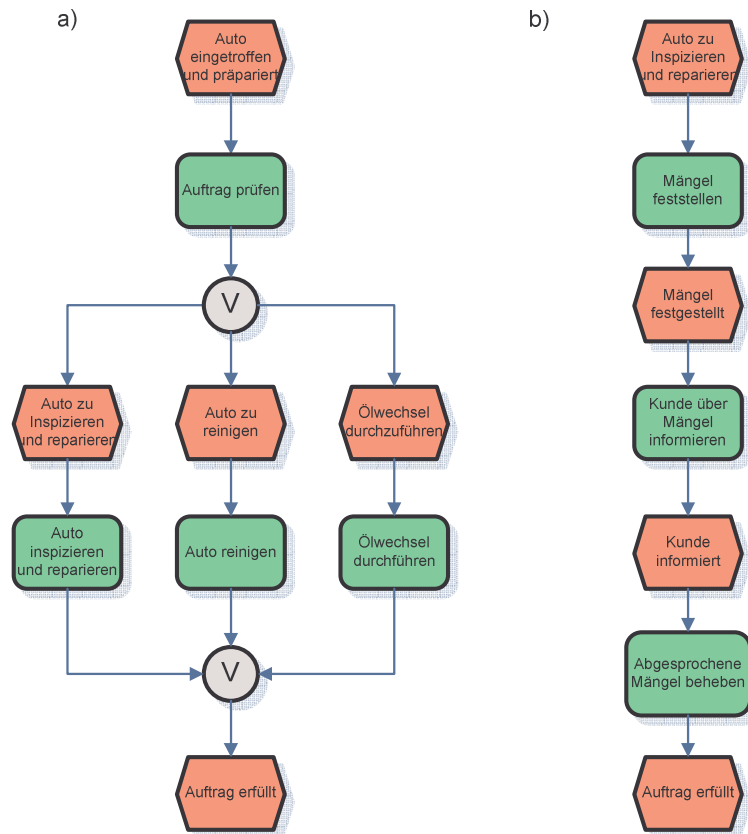 a)
Auto
eingetroffen
und präpariert
Auftrag prüfen
V
Auto zu
Inspizieren
und reparieren
Auto zu
reinigen
Ölwechsel
durchzuführen
Auto
inspizieren
und reparieren
Auto reinigen
Ölwechsel
durchführen
V
Auftrag erfüllt
b)
Auto zu
Inspizieren
und reparieren
Mängel
feststellen
Mängel
festgestellt
Kunde über
Mängel
informieren
Kunde
informiert
Abgesprochene
Mängel beheben
Auftrag erfüllt